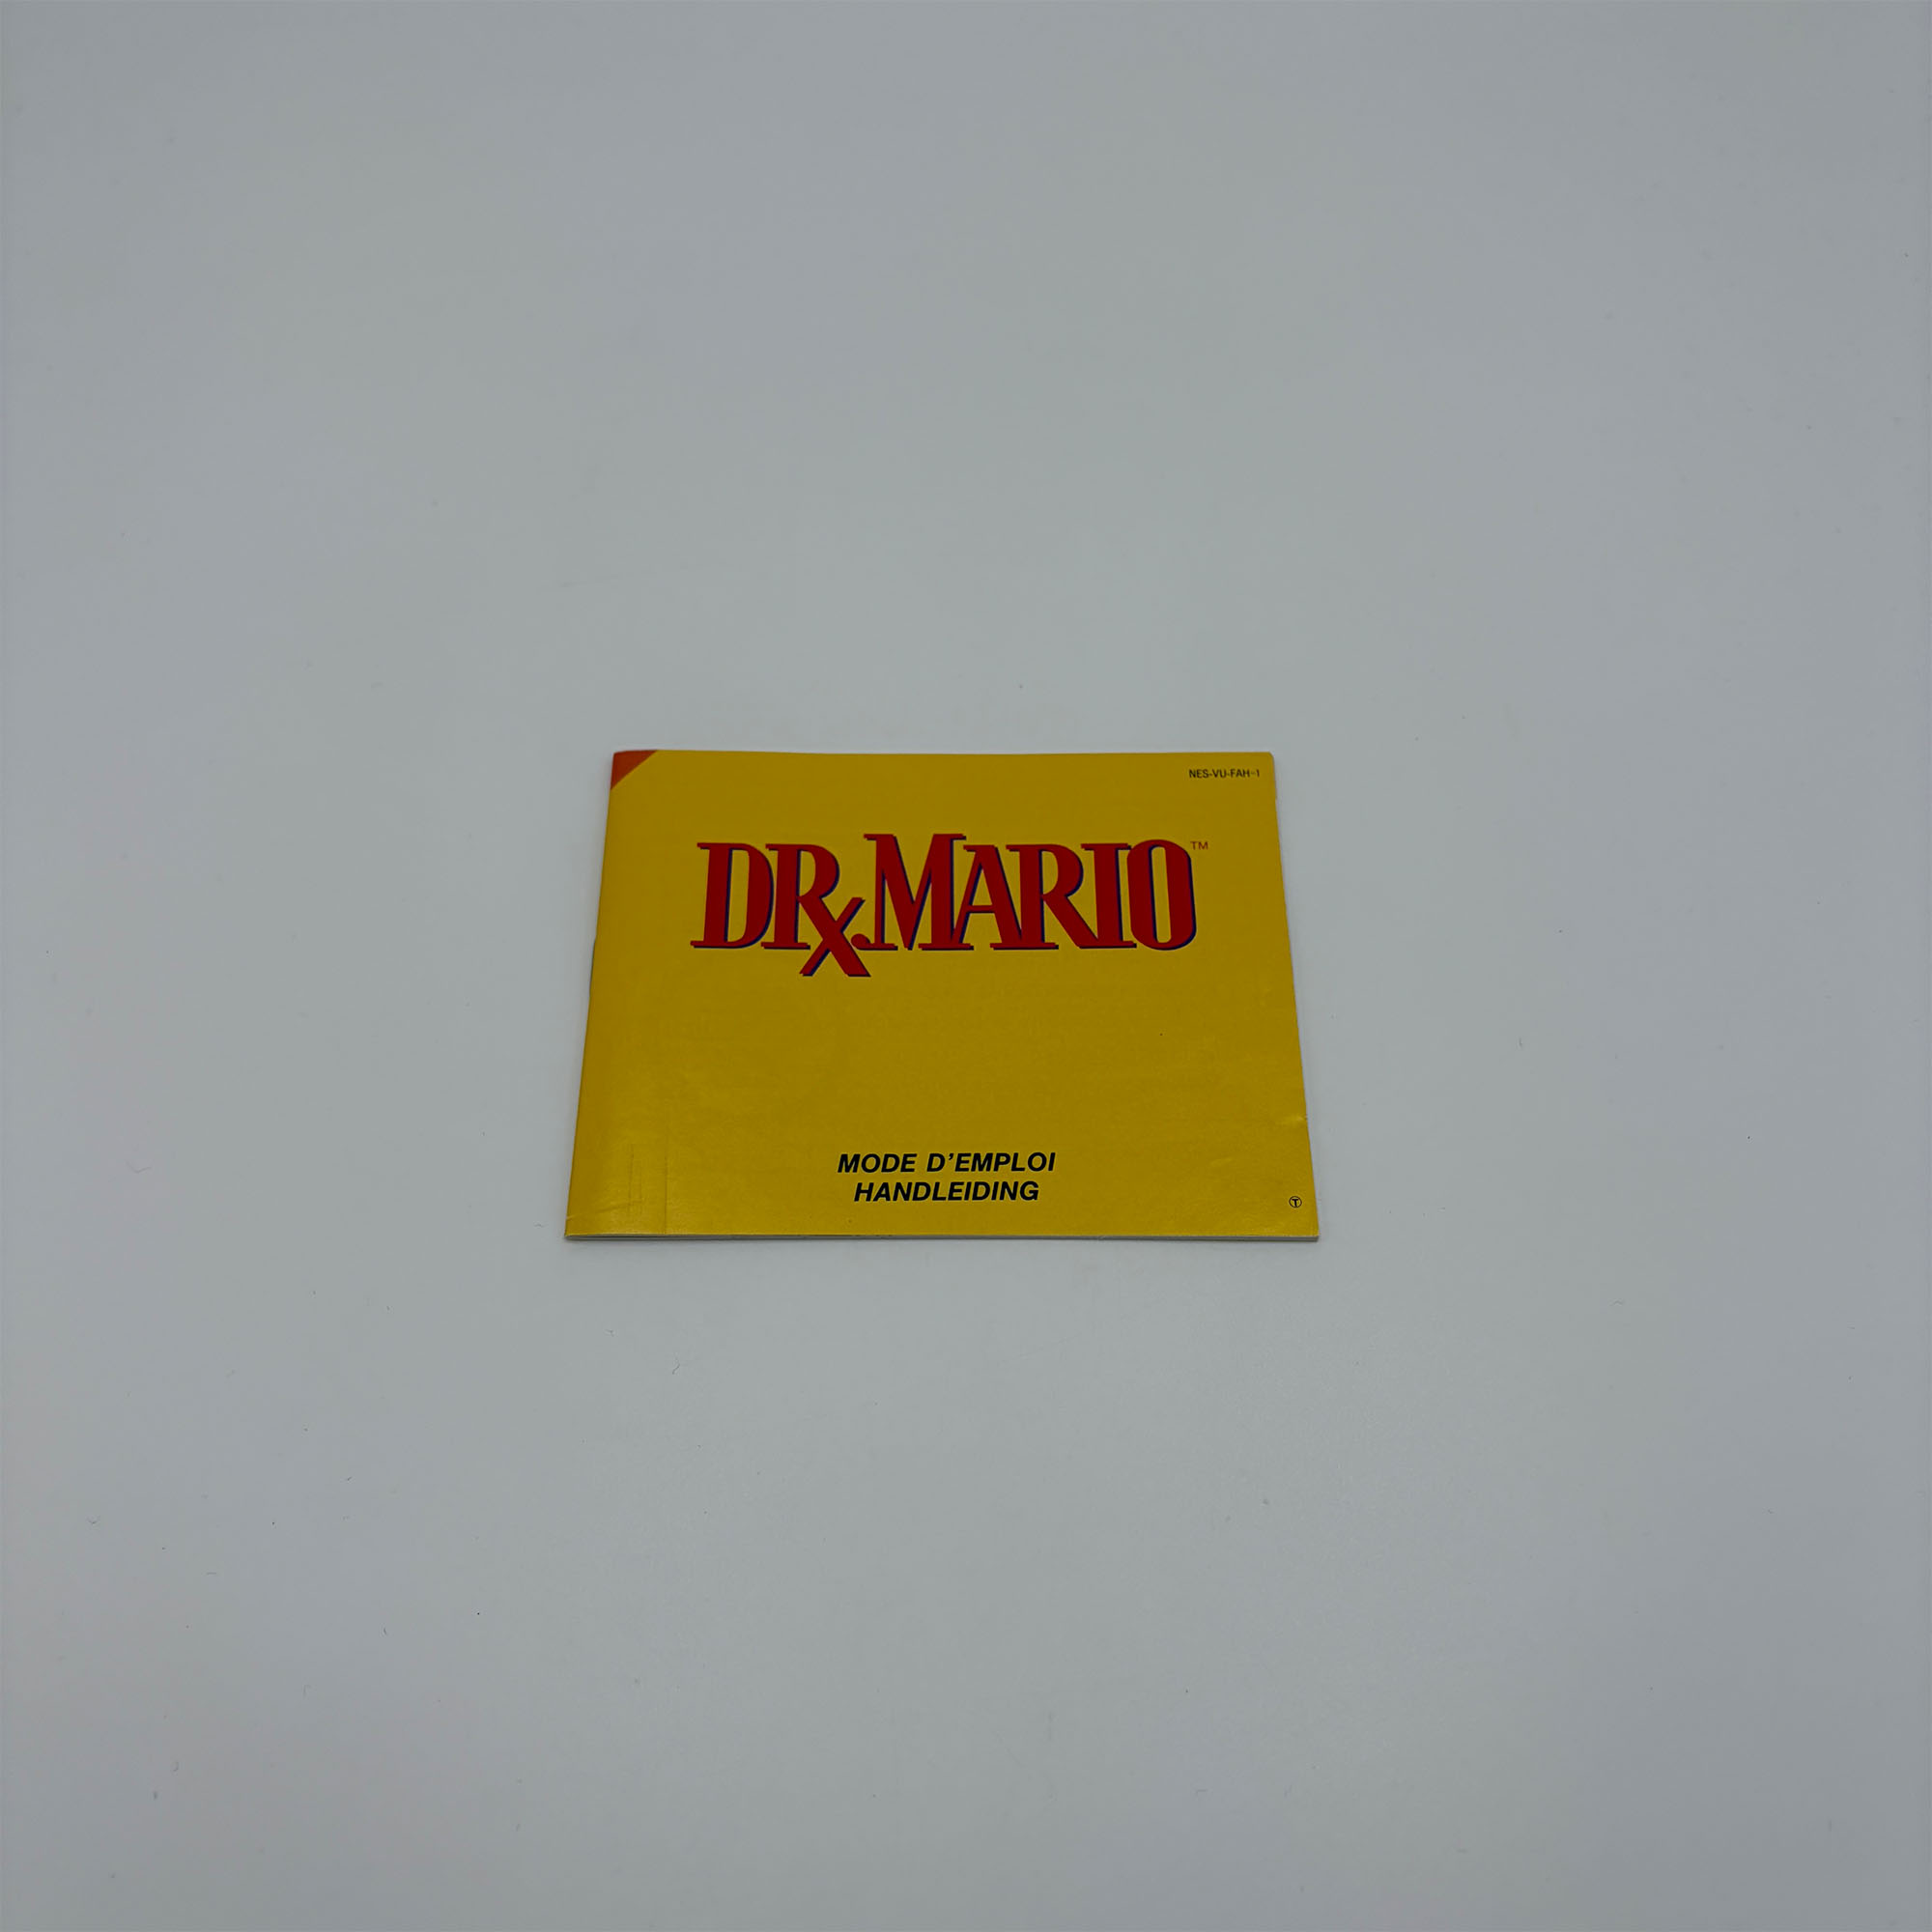 NES-VU-FAH-1
DR.MARIO™
MODE D'EMPLOI
HANDLEIDING
T